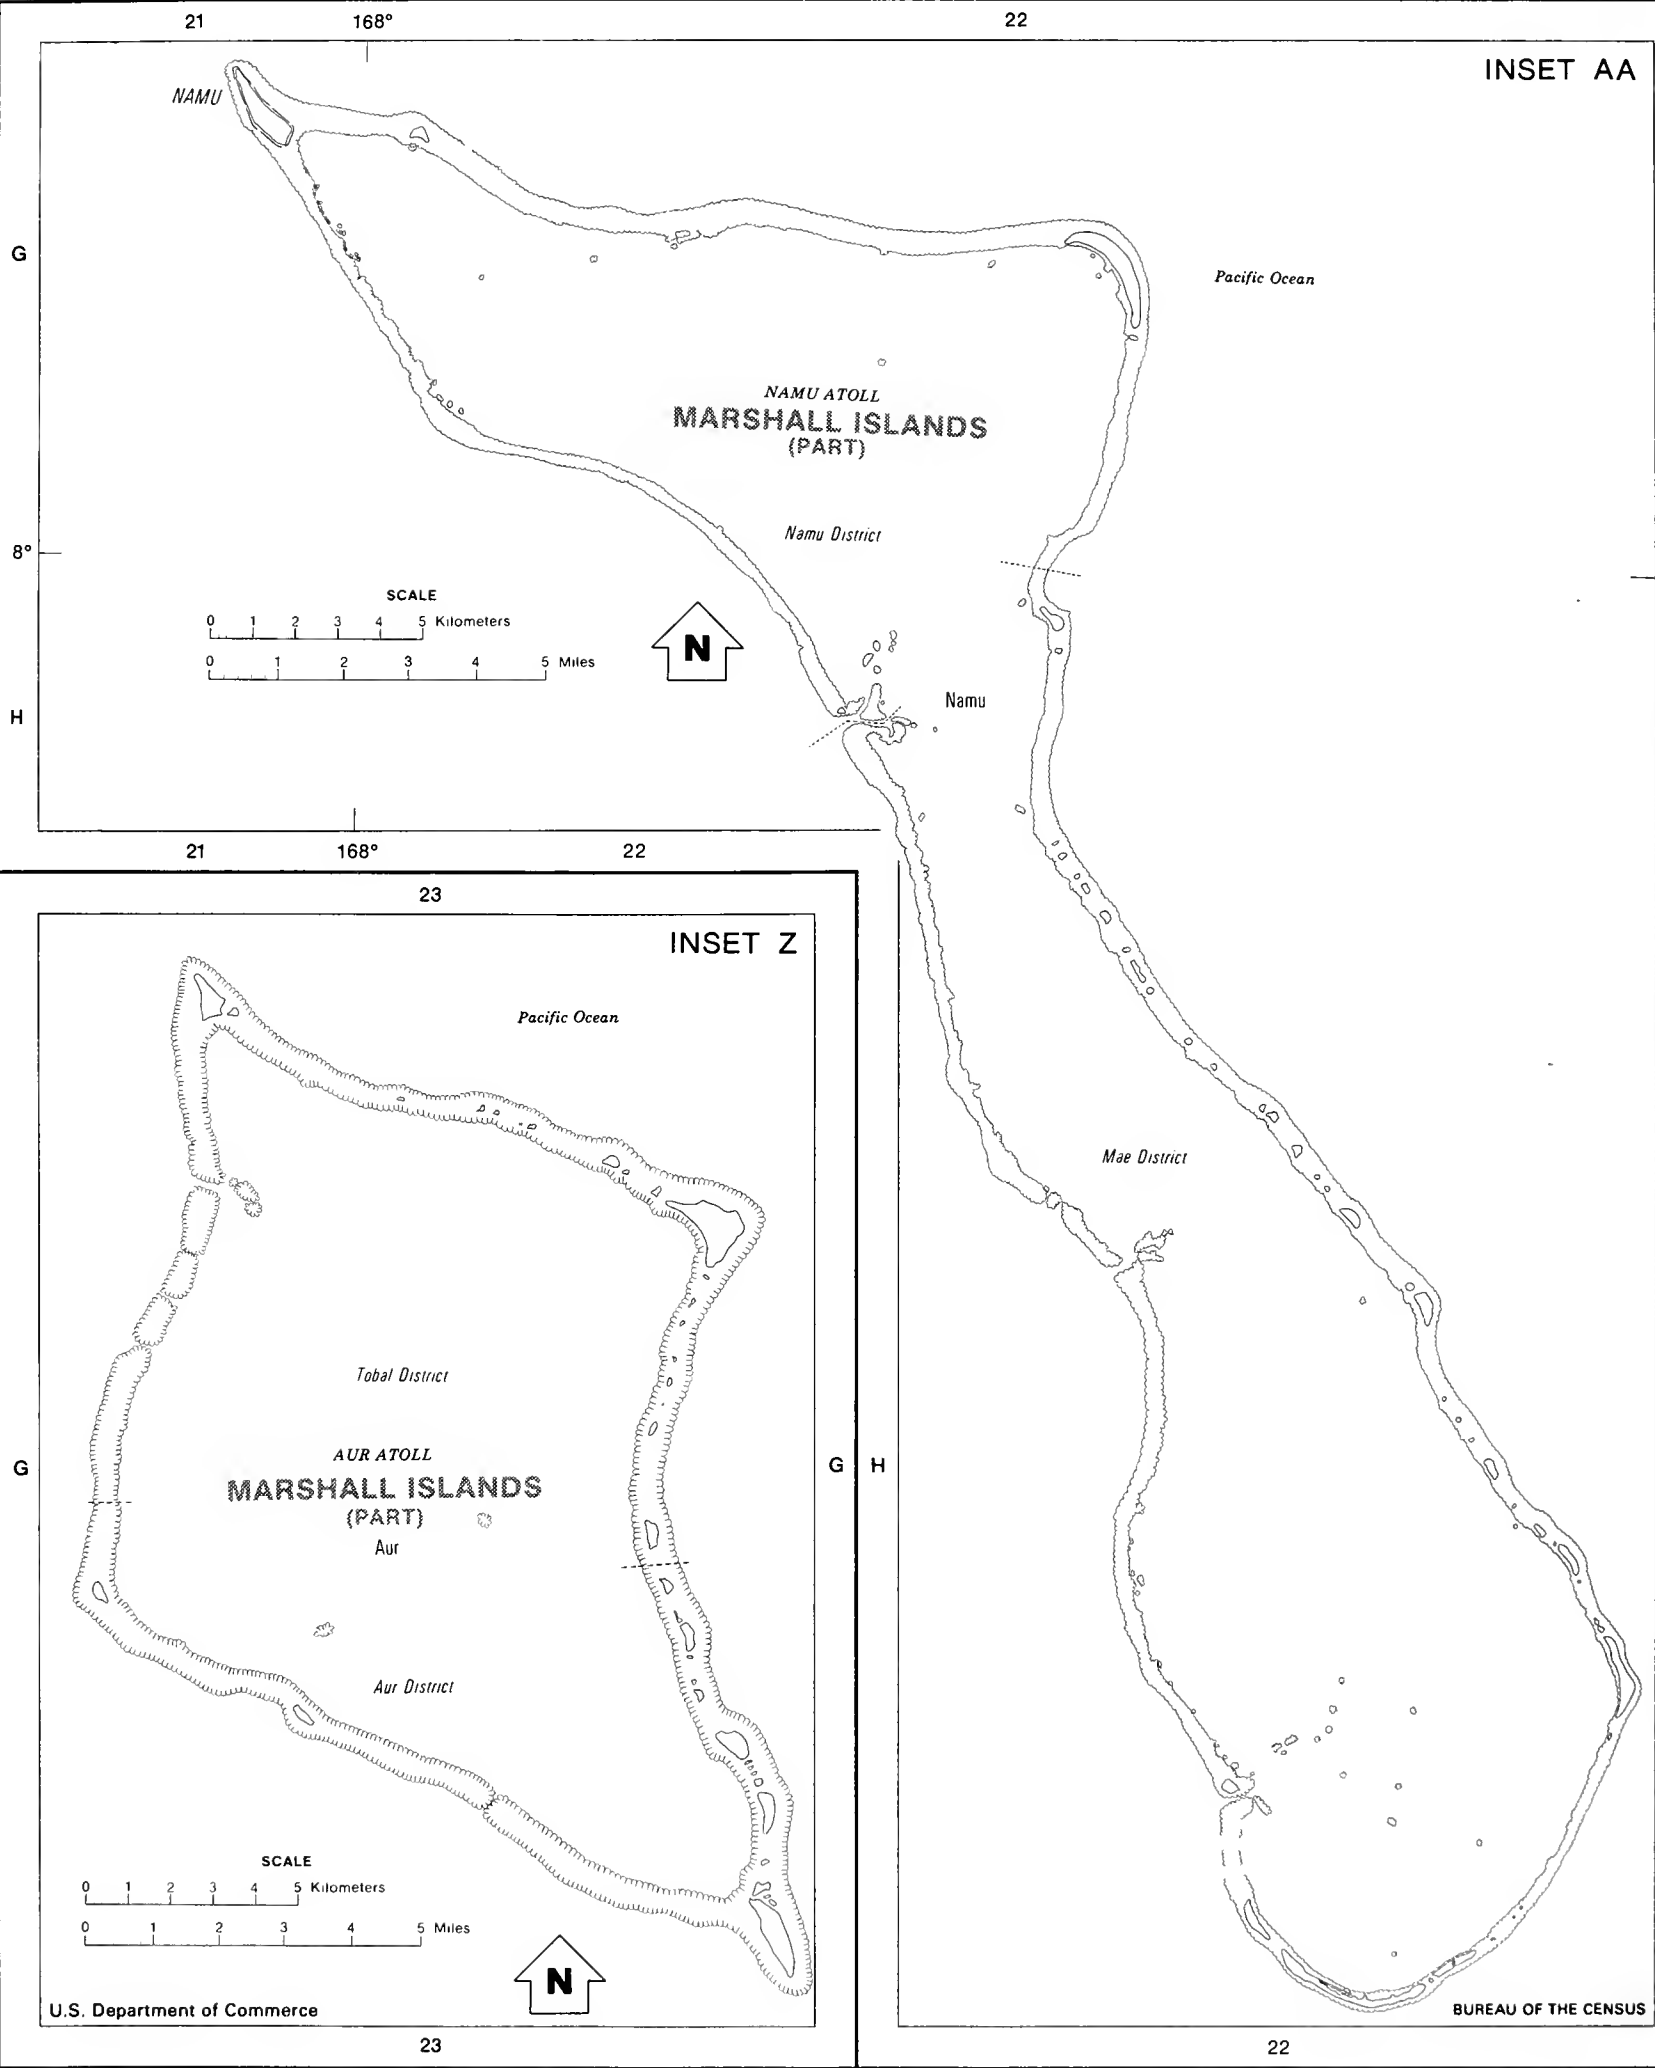 21 168° 22
INSET AA
NAMU
G
Pacific Ocean
NAMU ATOLL
MARSHALL ISLANDS
(PART)
Namu District
8°
SCALE
0 1 2 3 4 5 Kilometers
0 1 2 3 4 5 Miles
N
H
Namu
21 168° 22
23
INSET Z
Pacific Ocean
Mae District
Tobal District
AUR ATOLL
G
MARSHALL ISLANDS
G H
(PART)
Aur
Aur District
SCALE
0 1 2 3 4 5 Kilometers
0 1 2 3 4 5 Miles
N
U.S. Department of Commerce
BUREAU OF THE CENSUS
23
22